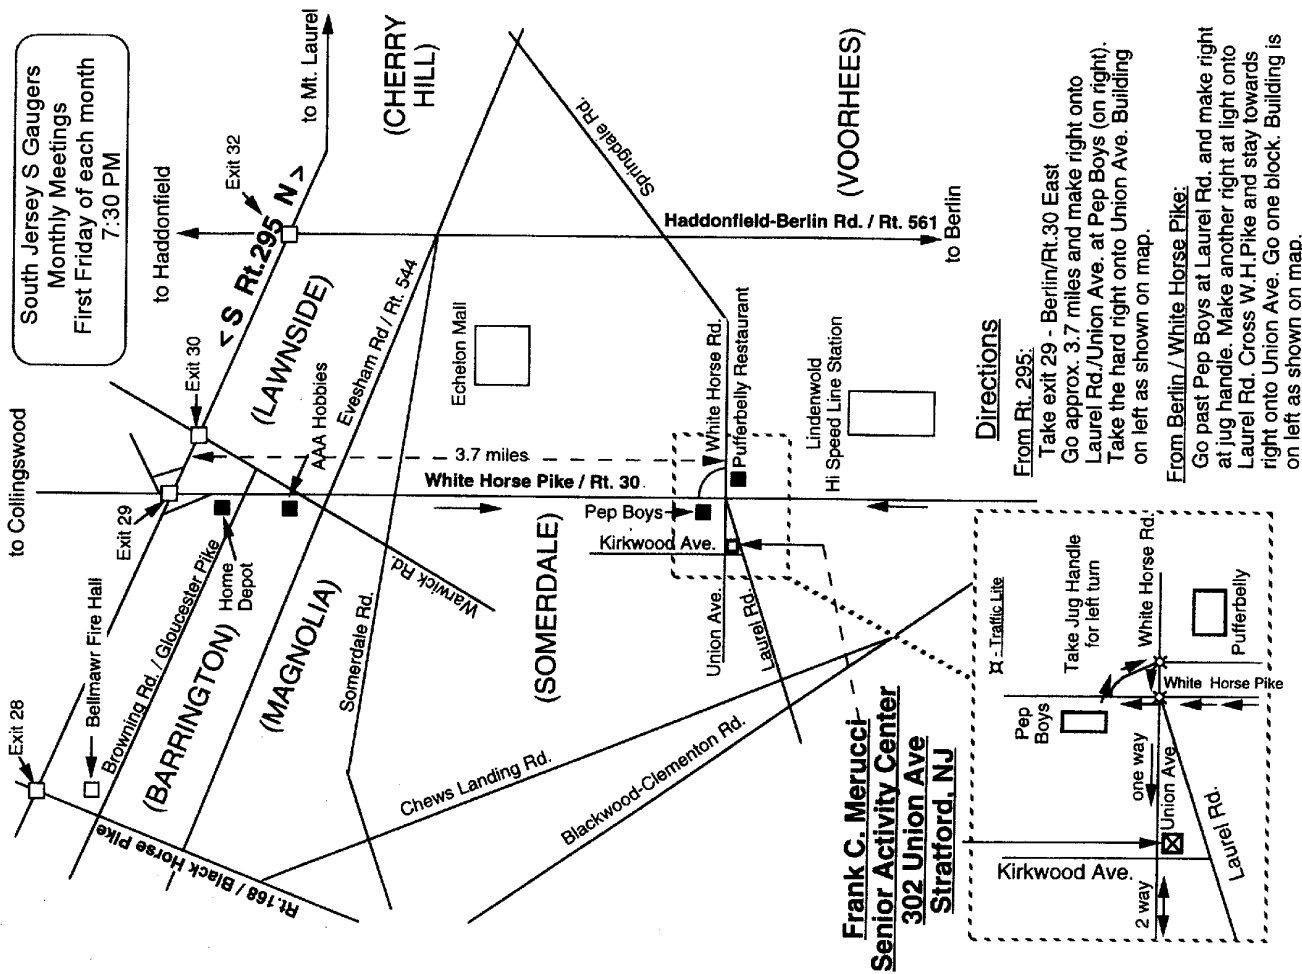 South Jersey S Gaugers
Monthly Meetings
First Friday of each month
7:30 PM
to Collingswood
to Haddonfield
to Mt. Laurel
Exit 28
Exit 29
Exit 30
Exit 32
< S Rt.295 N >
(CHERRY
HILL)
(LAWNSIDE)
(BARRINGTON)
(MAGNOLIA)
(SOMERDALE)
(VOORHEES)
Bellmawr Fire Hall
Browning Rd. / Gloucester Pike
Home
Depot
AAA Hobbies
Evesham Rd / Rt. 544
Warwick Rd.
Somerdale Rd.
Rt.168 / Black Horse Pike
Echelon Mall
Springdale Rd.
Haddonfield-Berlin Rd. / Rt. 561
to Berlin
3.7 miles
White Horse Pike / Rt. 30
White Horse Rd.
Pufferbelly Restaurant
Pep Boys
Kirkwood Ave.
Union Ave.
Laurel Rd.
Lindenwold
Hi Speed Line Station
Chews Landing Rd.
Blackwood-Clementon Rd.
Frank C. Merucci
Senior Activity Center
302 Union Ave
Stratford, NJ
Directions
From Rt. 295:
Take exit 29 - Berlin/Rt.30 East
Go approx. 3.7 miles and make right onto
Laurel Rd./Union Ave. at Pep Boys (on right).
Take the hard right onto Union Ave. Building
on left as shown on map.
From Berlin / White Horse Pike:
Go past Pep Boys at Laurel Rd. and make right
at jug handle. Make another right at light onto
Laurel Rd. Cross W.H.Pike and stay towards
right onto Union Ave. Go one block. Building is
on left as shown on map.
- Traffic Lite
Take Jug Handle
for left turn
White Horse Rd.
Pep
Boys
Pufferbelly
White Horse Pike
one way
Union Ave.
Kirkwood Ave.
Laurel Rd.
2 way